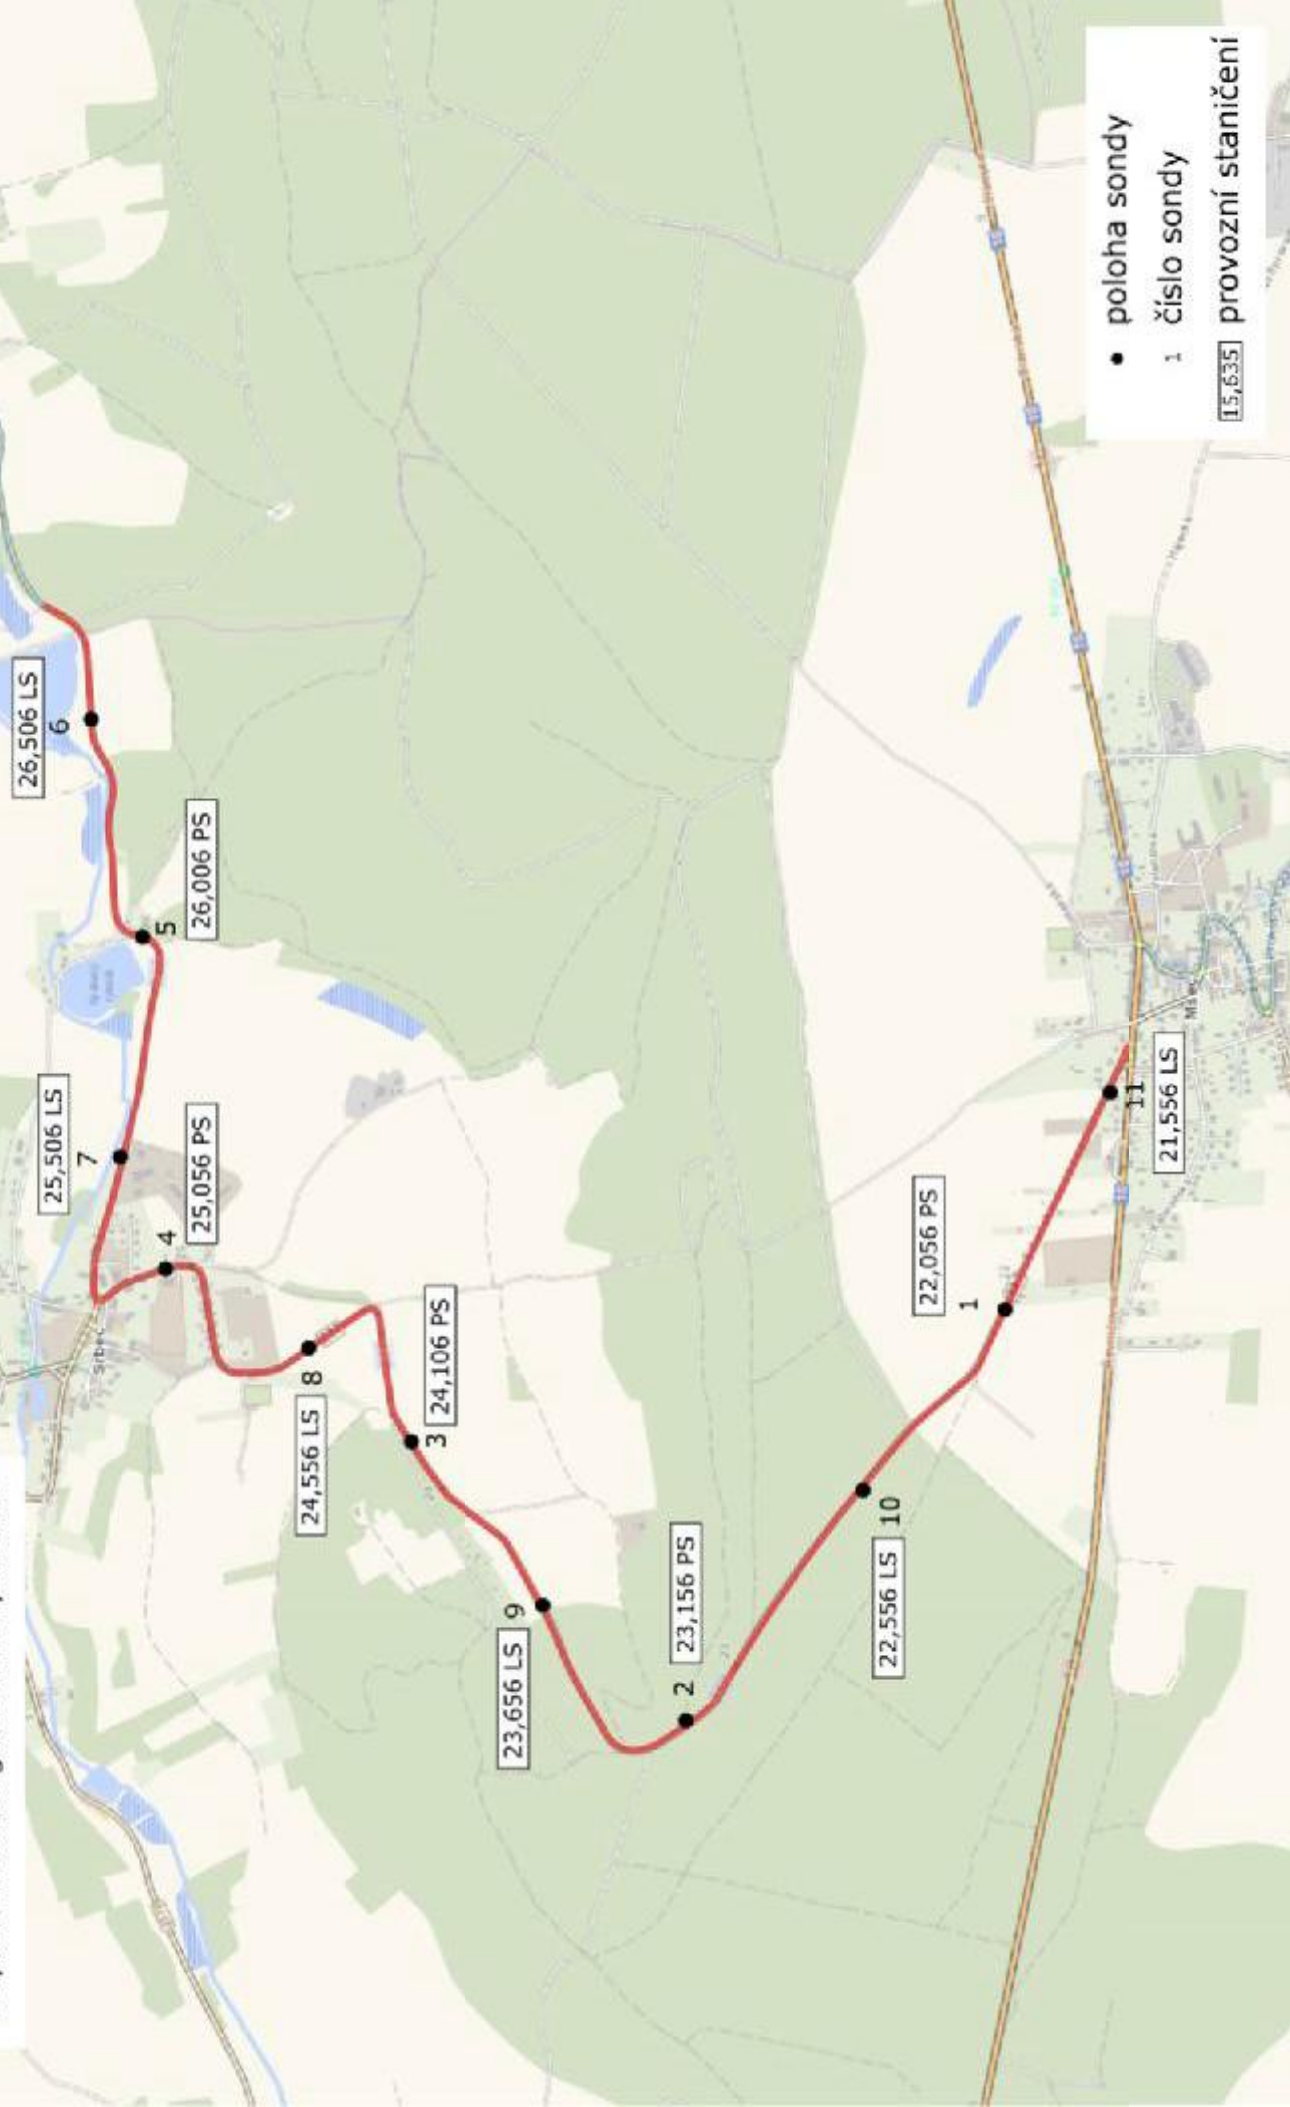 26,506 LS
6
26,006 PS
5
25,506 LS
7
25,056 PS
4
Srbeč
24,556 LS
8
24,106 PS
3
23,656 LS
9
23,156 PS
2
22,556 LS
10
22,056 PS
1
21,556 LS
11
poloha sondy
1 číslo sondy
15,635 provozní staničení